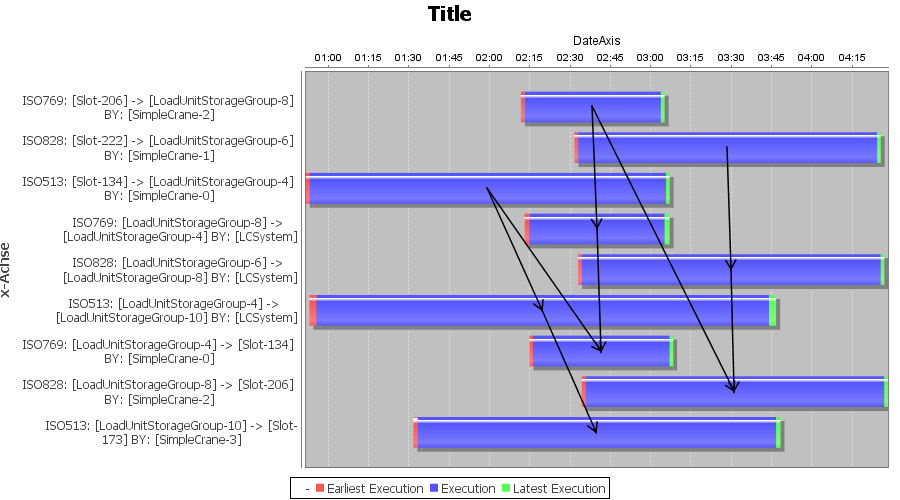 Title
DateAxis
01:00 01:15 01:30 01:45 02:00 02:15 02:30 02:45 03:00 03:15 03:30 03:45 04:00 04:15
x-Achse
ISO769: [Slot-206] -> [LoadUnitStorageGroup-8]
BY: [SimpleCrane-2]
ISO828: [Slot-222] -> [LoadUnitStorageGroup-6]
BY: [SimpleCrane-1]
ISO513: [Slot-134] -> [LoadUnitStorageGroup-4]
BY: [SimpleCrane-0]
ISO769: [LoadUnitStorageGroup-8] ->
[LoadUnitStorageGroup-4] BY: [LCSystem]
ISO828: [LoadUnitStorageGroup-6] ->
[LoadUnitStorageGroup-8] BY: [LCSystem]
ISO513: [LoadUnitStorageGroup-4] ->
[LoadUnitStorageGroup-10] BY: [LCSystem]
ISO769: [LoadUnitStorageGroup-4] -> [Slot-134]
BY: [SimpleCrane-0]
ISO828: [LoadUnitStorageGroup-8] -> [Slot-206]
BY: [SimpleCrane-2]
ISO513: [LoadUnitStorageGroup-10] -> [Slot-
173] BY: [SimpleCrane-3]
- Earliest Execution Execution Latest Execution